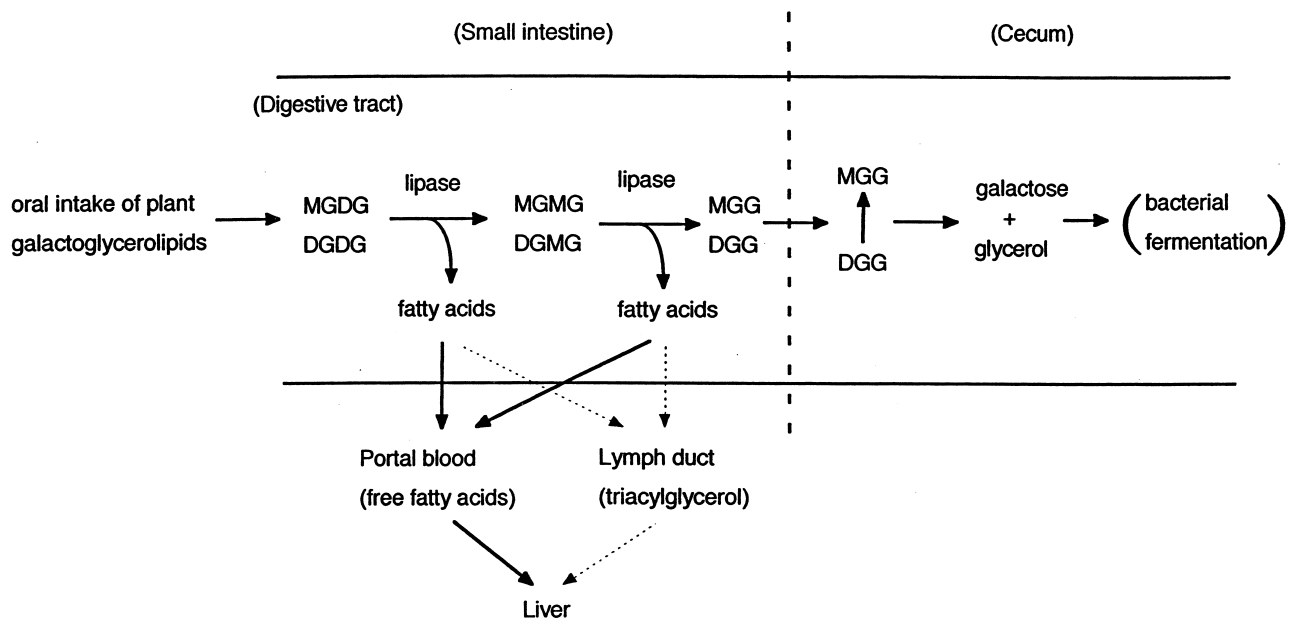 (Small intestine)
(Cecum)
(Digestive tract)
oral intake of plant
galactoglycerolipids
MGDG
DGDG
lipase
MGMG
DGMG
lipase
MGG
DGG
MGG
DGG
galactose
+
glycerol
(bacterial
fermentation)
fatty acids
fatty acids
Portal blood
(free fatty acids)
Lymph duct
(triacylglycerol)
Liver